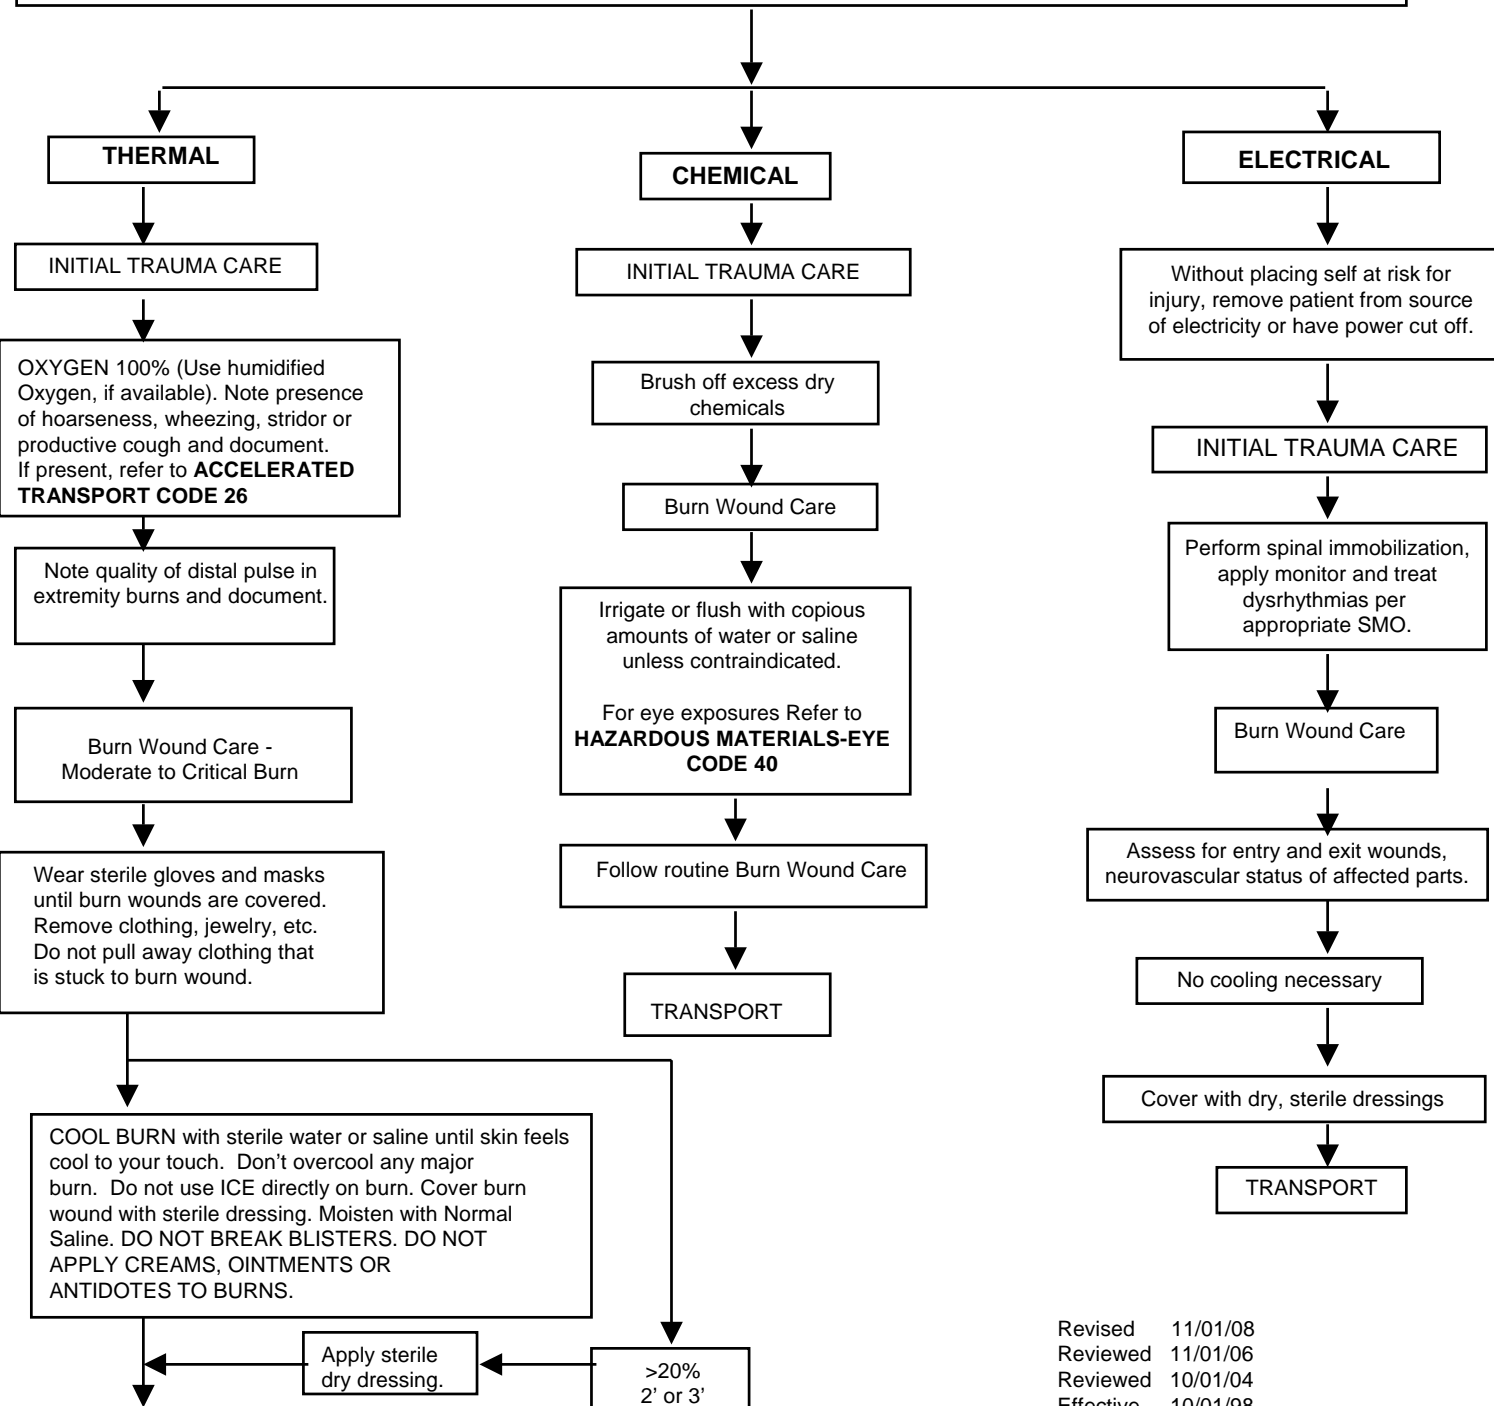 THERMAL
INITIAL TRAUMA CARE
OXYGEN 100% (Use humidified
Oxygen, if available). Note presence
of hoarseness, wheezing, stridor or
productive cough and document.
If present, refer to ACCELERATED
TRANSPORT CODE 26
Note quality of distal pulse in
extremity burns and document.
Burn Wound Care -
Moderate to Critical Burn
Wear sterile gloves and masks
until burn wounds are covered.
Remove clothing, jewelry, etc.
Do not pull away clothing that
is stuck to burn wound.
COOL BURN with sterile water or saline until skin feels
cool to your touch.  Don't overcool any major
burn.  Do not use ICE directly on burn. Cover burn
wound with sterile dressing. Moisten with Normal
Saline. DO NOT BREAK BLISTERS. DO NOT
APPLY CREAMS, OINTMENTS OR
ANTIDOTES TO BURNS.
Apply sterile
dry dressing.
>20%
2' or 3'
CHEMICAL
INITIAL TRAUMA CARE
Brush off excess dry
chemicals
Burn Wound Care
Irrigate or flush with copious
amounts of water or saline
unless contraindicated.
For eye exposures Refer to
HAZARDOUS MATERIALS-EYE
CODE 40
Follow routine Burn Wound Care
TRANSPORT
ELECTRICAL
Without placing self at risk for
injury, remove patient from source
of electricity or have power cut off.
INITIAL TRAUMA CARE
Perform spinal immobilization,
apply monitor and treat
dysrhythmias per
appropriate SMO.
Burn Wound Care
Assess for entry and exit wounds,
neurovascular status of affected parts.
No cooling necessary
Cover with dry, sterile dressings
TRANSPORT
Revised 11/01/08
Reviewed 11/01/06
Reviewed 10/01/04
Effective 10/01/98